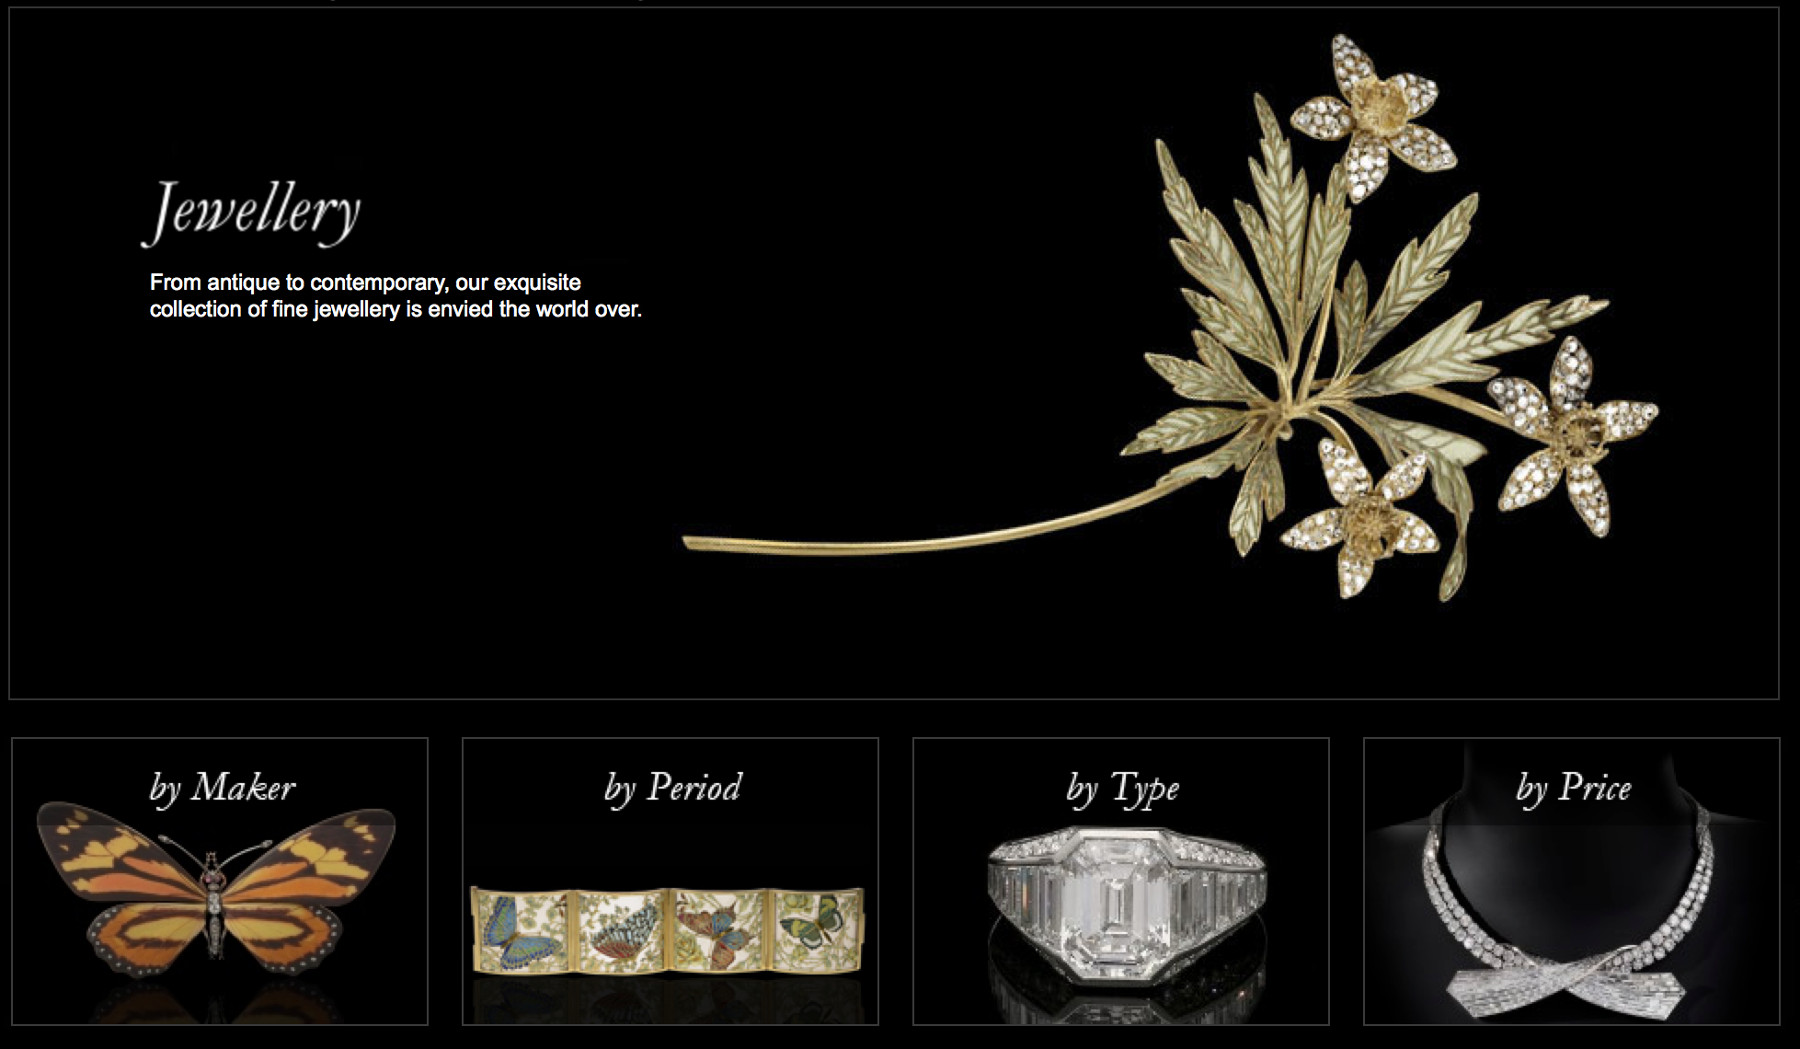 Jewellery
From antique to contemporary, our exquisite
collection of fine jewellery is envied the world over.
by Maker
by Period
by Type
by Price